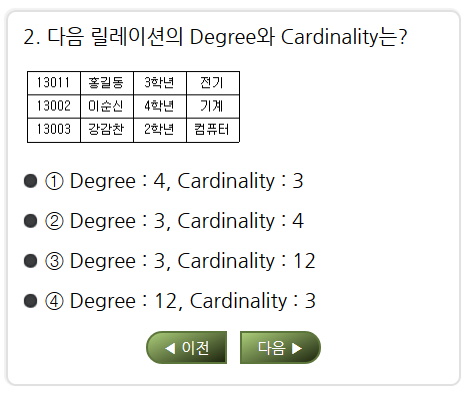 2. 다음 릴레이션의 Degree와 Cardinality는?
13011 홍길동 3학년 전기
13002 이순신 4학년 기계
13003 강감찬 2학년 컴퓨터
① Degree : 4, Cardinality : 3
② Degree : 3, Cardinality : 4
③ Degree : 3, Cardinality : 12
④ Degree : 12, Cardinality : 3
◀ 이전 다음 ▶